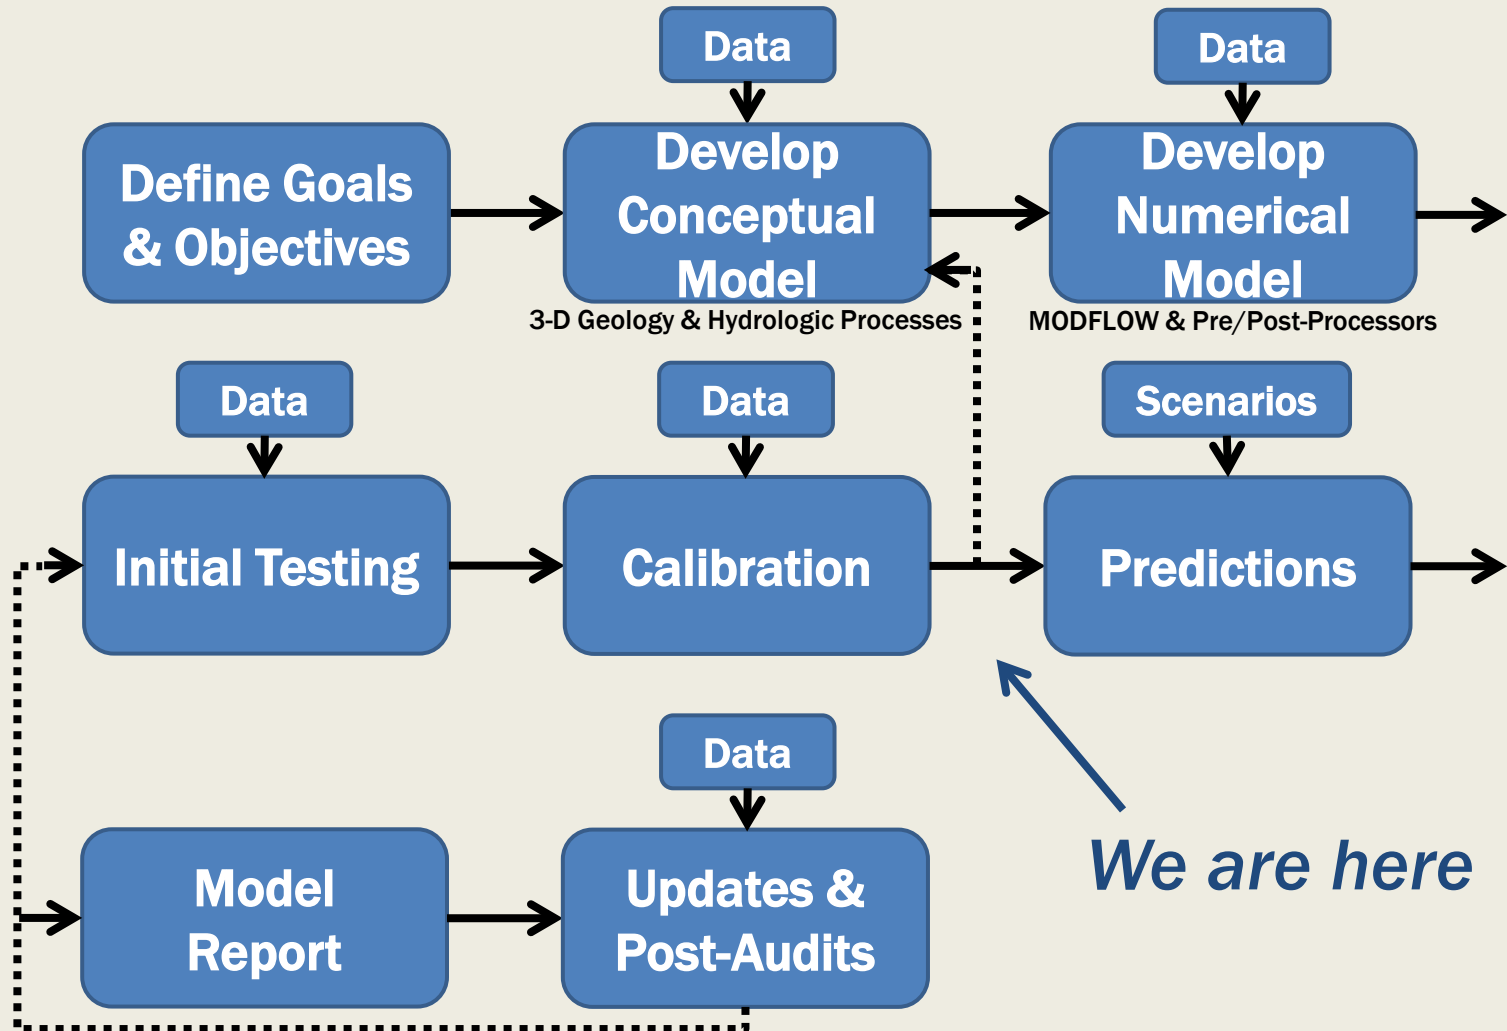 Data
Data
Define Goals
& Objectives
Develop
Conceptual
Model
Develop
Numerical
Model
3-D Geology & Hydrologic Processes
MODFLOW & Pre/Post-Processors
Data
Data
Scenarios
Initial Testing
Calibration
Predictions
Data
Model
Report
Updates &
Post-Audits
We are here